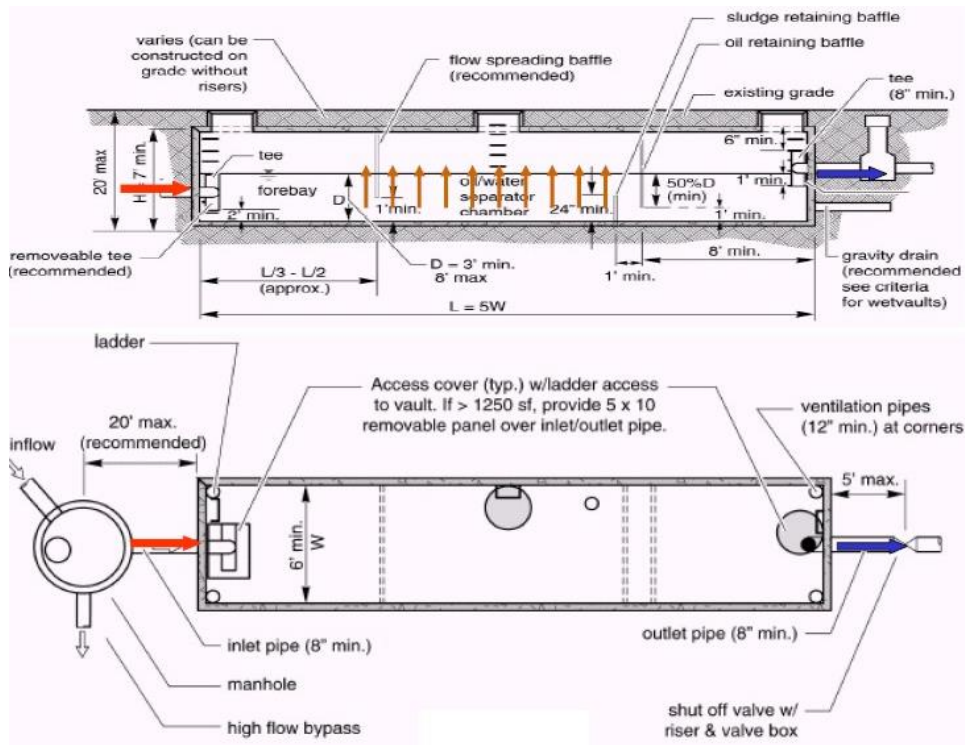 varies (can be
constructed on
grade without
risers)
flow spreading baffle
(recommended)
sludge retaining baffle
oil retaining baffle
tee
(8" min.)
existing grade
6" min.
20' max
7' min.
tee
forebay
oil/water
separator
chamber
D
2' min.
1' min.
24" min.
50%D
(min)
1' min.
1' min.
removeable tee
(recommended)
L/3 - L/2
(approx.)
D = 3' min.
8' max
1' min.
8' min.
gravity drain
(recommended
see criteria
for wetvaults)
L = 5W
ladder
Access cover (typ.) w/ladder access
to vault. If > 1250 sf, provide 5 x 10
removable panel over inlet/outlet pipe.
20' max.
(recommended)
inflow
ventilation pipes
(12" min.) at corners
5' max.
6' min.
W
inlet pipe (8" min.)
outlet pipe (8" min.)
manhole
high flow bypass
shut off valve w/
riser & valve box